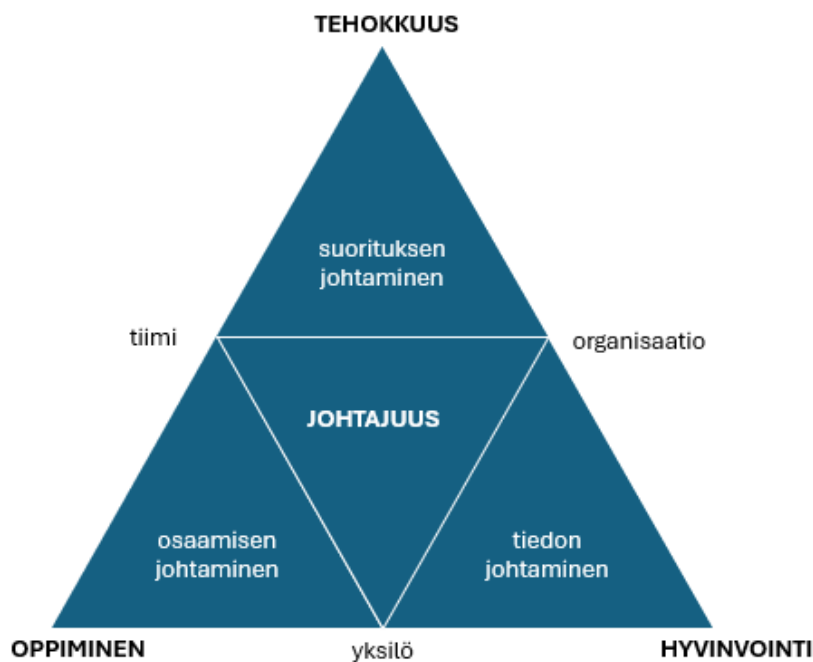 TEHOKKUUS
suorituksen
johtaminen
tiimi
organisaatio
JOHTAJUUS
osaamisen
johtaminen
tiedon
johtaminen
OPPIMINEN
yksilö
HYVINVOINTI